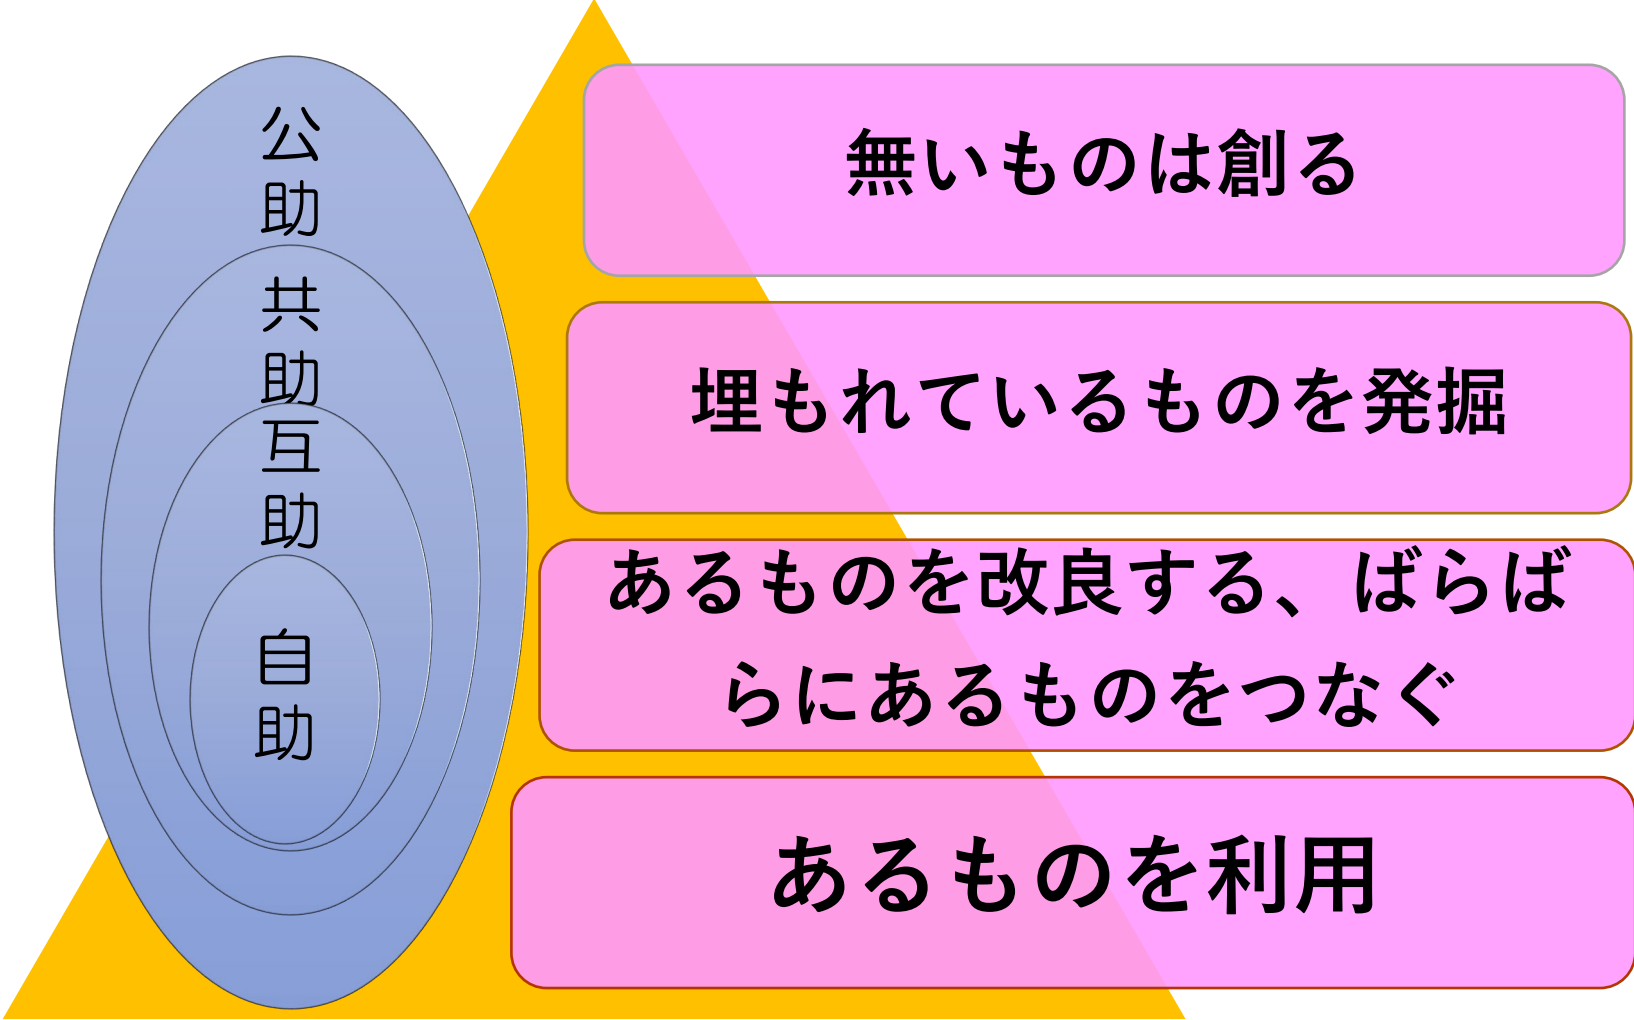 公助
共助
互助
自助
無いものは創る
埋もれているものを発掘
あるものを改良する、ばらば
らにあるものをつなぐ
あるものを利用